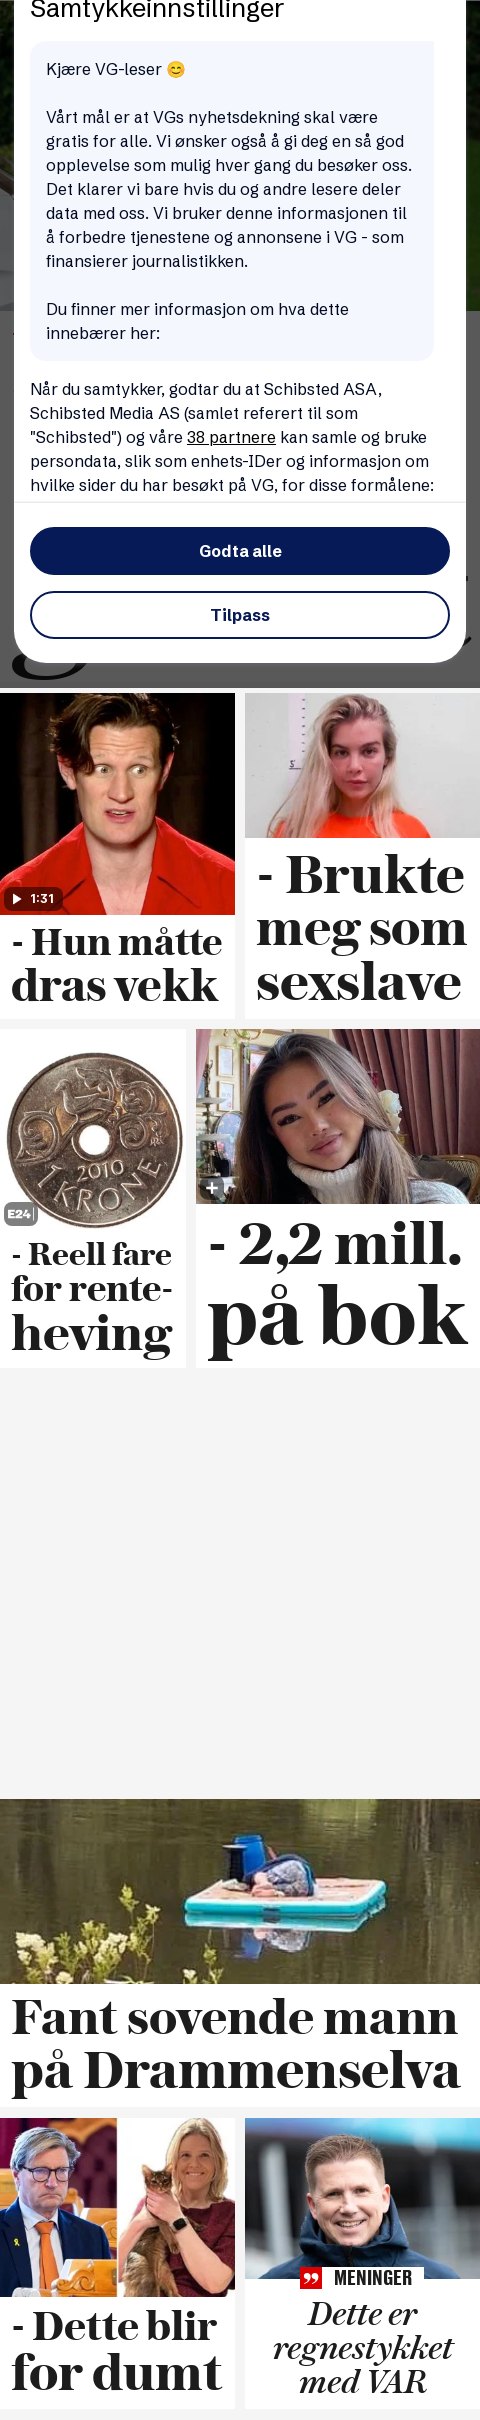 Samtykkeinnstillinger
Kjære VG-leser 😊
Vårt mål er at VGs nyhetsdekning skal være
gratis for alle. Vi ønsker også å gi deg en så god
opplevelse som mulig hver gang du besøker oss.
Det klarer vi bare hvis du og andre lesere deler
data med oss. Vi bruker denne informasjonen til
å forbedre tjenestene og annonsene i VG - som
finansierer journalistikken.
Du finner mer informasjon om hva dette
innebærer her:
Når du samtykker, godtar du at Schibsted ASA,
Schibsted Media AS (samlet referert til som
"Schibsted") og våre 38 partnere kan samle og bruke
persondata, slik som enhets-IDer og informasjon om
hvilke sider du har besøkt på VG, for disse formålene:
Godta alle
Tilpass
1:31
- Hun måtte
dras vekk
5'
- Brukte
meg som
sexslave
2010
1 KRONE
E24
- Reell fare
for rente-
heving
- 2,2 mill.
på bok
Fant sovende mann
på Drammenselva
- Dette blir
for dumt
MENINGER
Dette er
regnestykket
med VAR